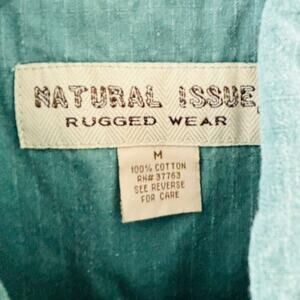 NATURAL ISSUE
RUGGED WEAR
M
100% COTTON
RN# 37763
SEE REVERSE
FOR CARE